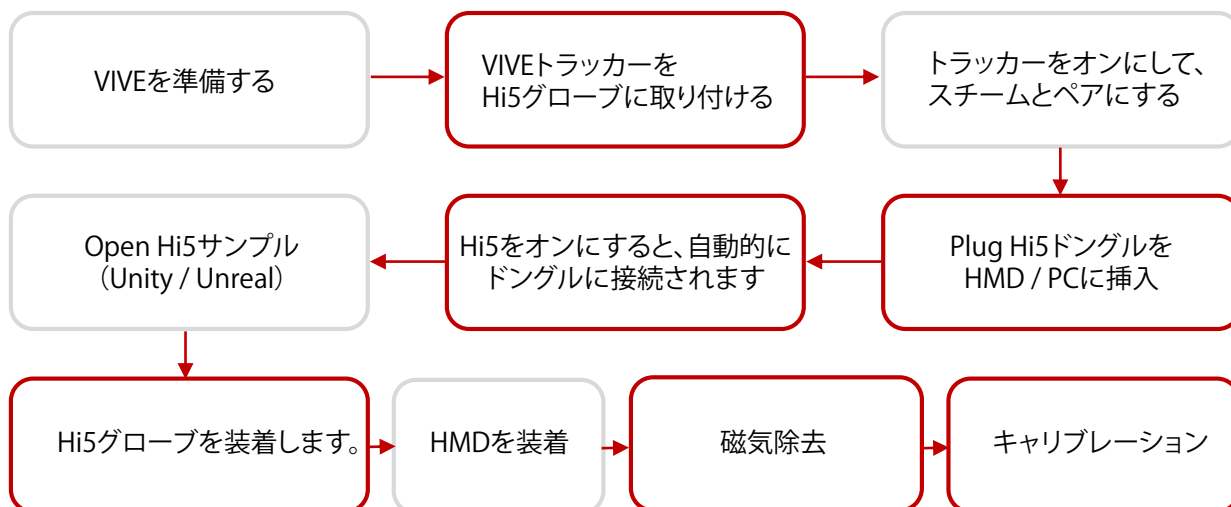 VIVEを準備する
VIVEトラッカーを
Hi5グローブに取り付ける
トラッカーをオンにして、
スチームとペアにする
Plug Hi5ドングルを
HMD / PCに挿入
Hi5をオンにすると、自動的に
ドングルに接続されます
Open Hi5サンプル
（Unity / Unreal）
Hi5グローブを装着します。
HMDを装着
磁気除去
キャリブレーション